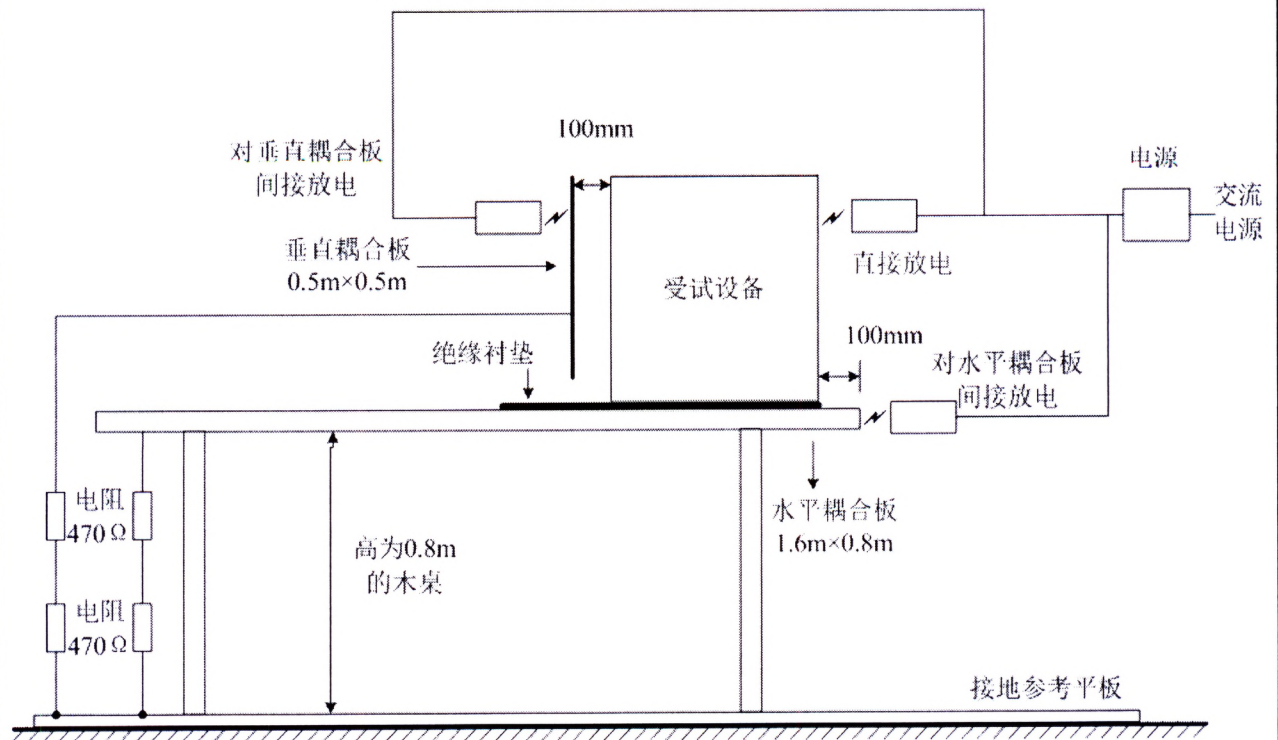 100mm
对垂直耦合板
间接放电
电源
交流
电源
垂直耦合板
0.5m×0.5m
直接放电
受试设备
100mm
绝缘衬垫
对水平耦合板
间接放电
电阻
470Ω
水平耦合板
1.6m×0.8m
高为0.8m
的木桌
电阻
470Ω
接地参考平板